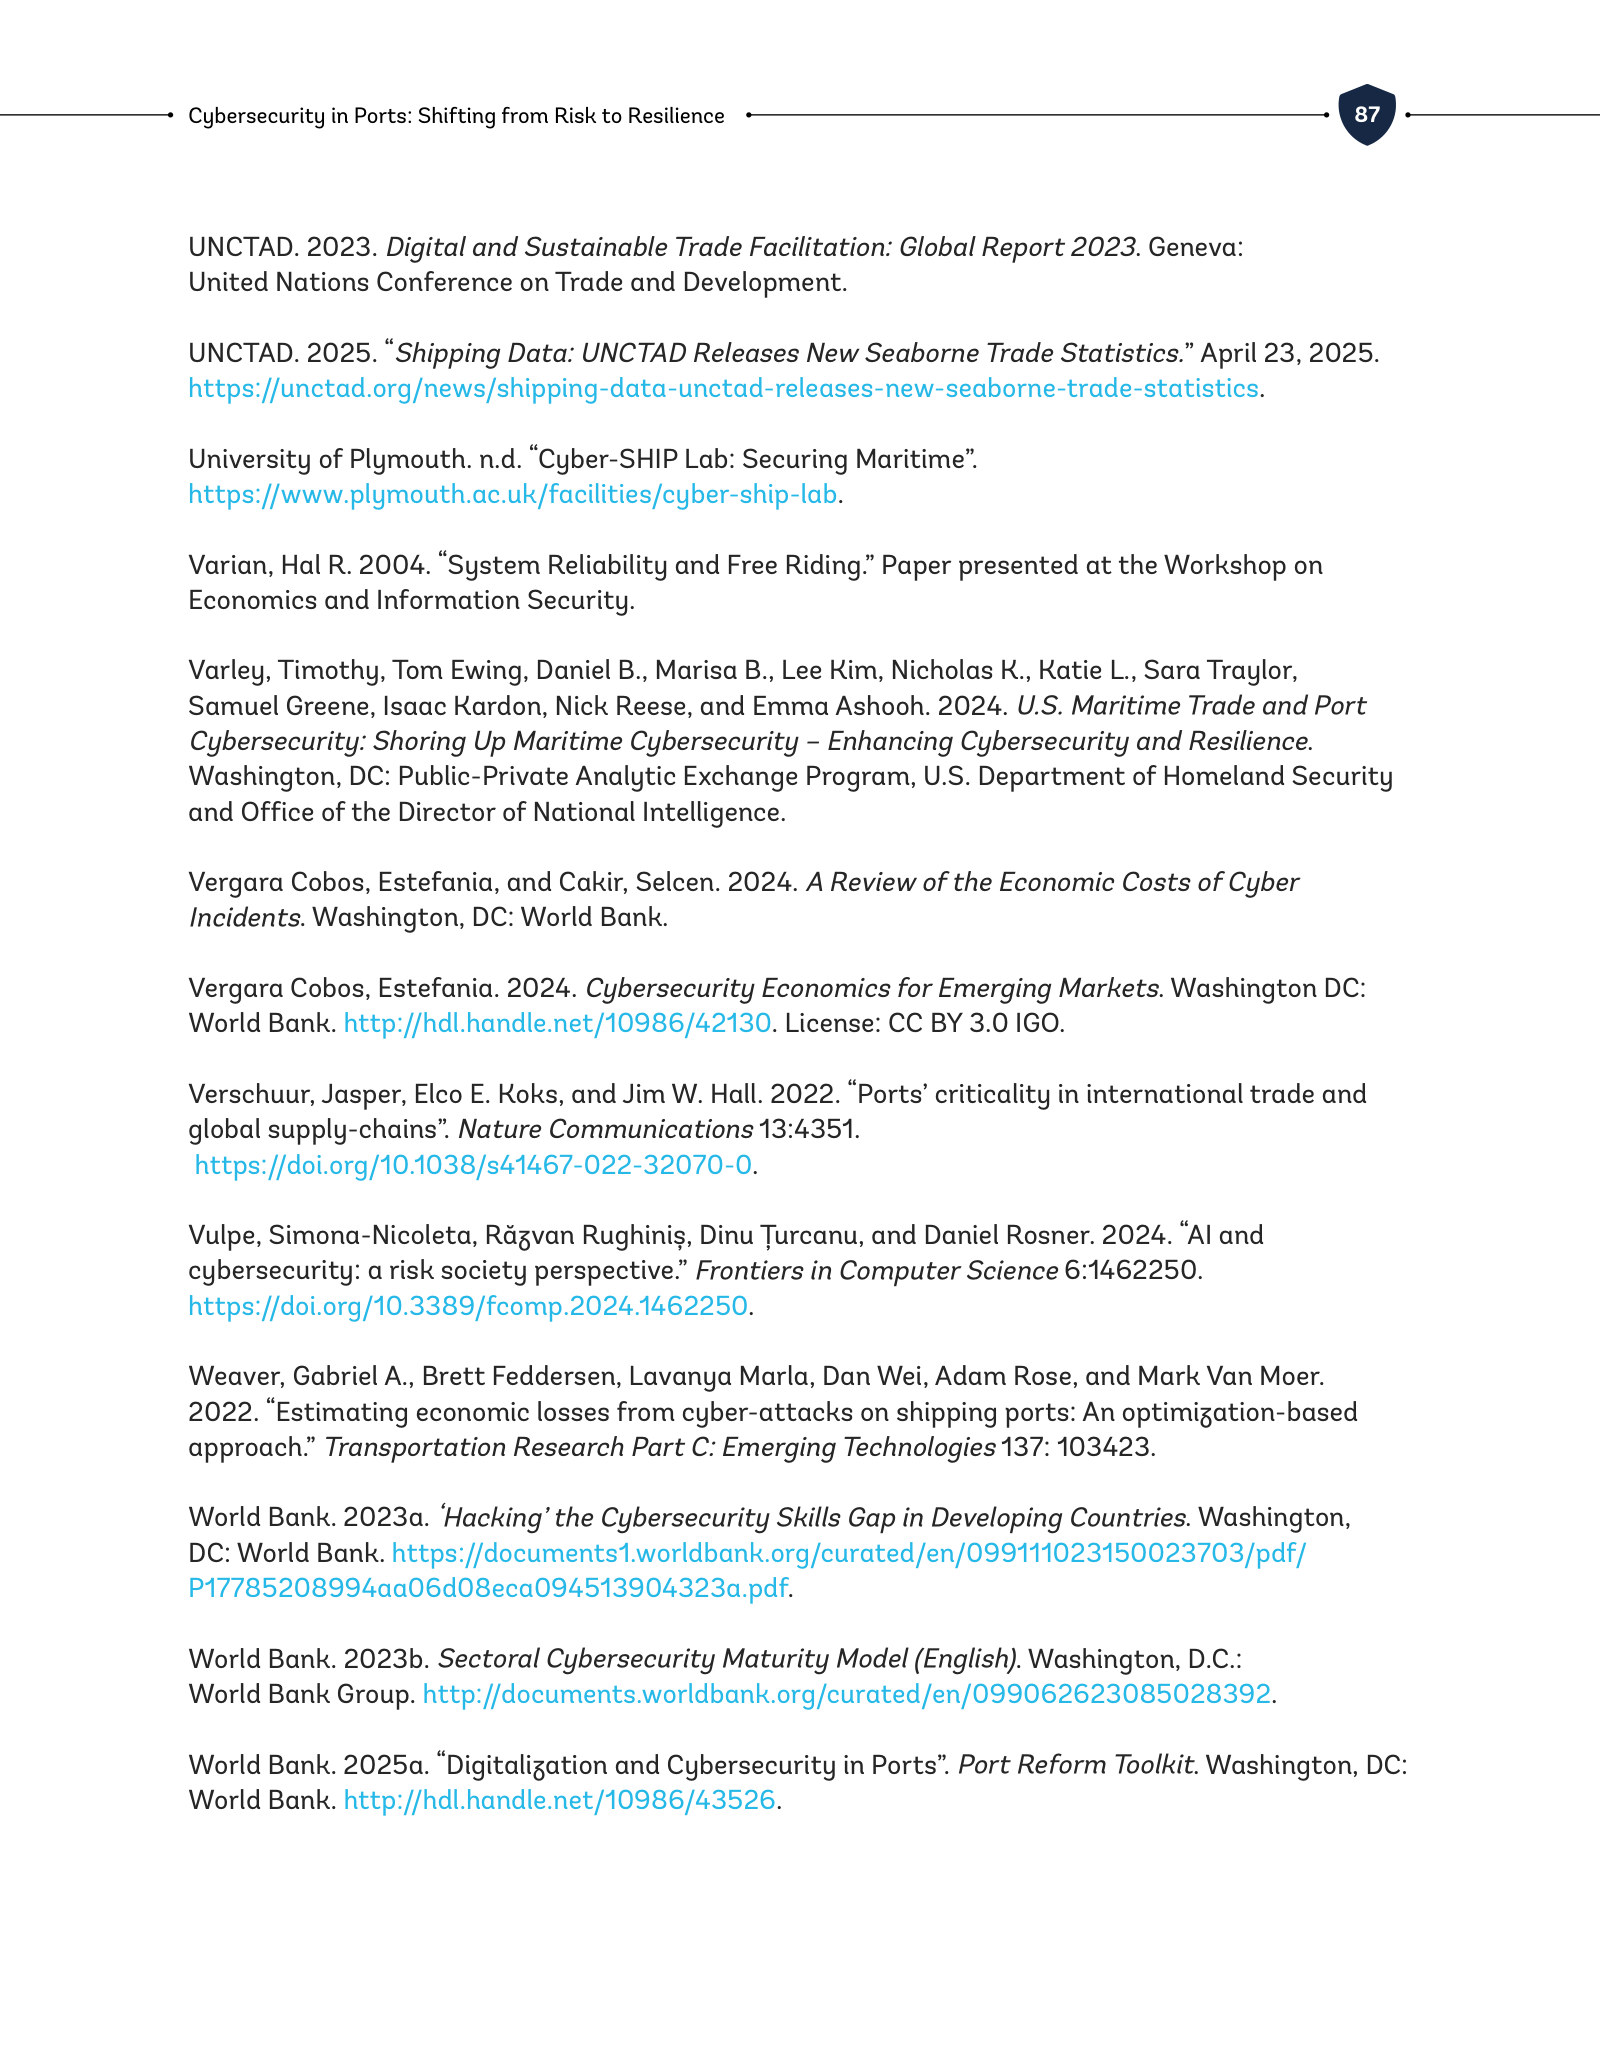 Cybersecurity in Ports: Shifting from Risk to Resilience
87
UNCTAD. 2023. Digital and Sustainable Trade Facilitation: Global Report 2023. Geneva:
United Nations Conference on Trade and Development.
UNCTAD. 2025. “Shipping Data: UNCTAD Releases New Seaborne Trade Statistics.” April 23, 2025.
https://unctad.org/news/shipping-data-unctad-releases-new-seaborne-trade-statistics.
University of Plymouth. n.d. “Cyber-SHIP Lab: Securing Maritime”.
https://www.plymouth.ac.uk/facilities/cyber-ship-lab.
Varian, Hal R. 2004. “System Reliability and Free Riding.” Paper presented at the Workshop on
Economics and Information Security.
Varley, Timothy, Tom Ewing, Daniel B., Marisa B., Lee Kim, Nicholas K., Katie L., Sara Traylor,
Samuel Greene, Isaac Kardon, Nick Reese, and Emma Ashooh. 2024. U.S. Maritime Trade and Port
Cybersecurity: Shoring Up Maritime Cybersecurity – Enhancing Cybersecurity and Resilience.
Washington, DC: Public-Private Analytic Exchange Program, U.S. Department of Homeland Security
and Office of the Director of National Intelligence.
Vergara Cobos, Estefania, and Cakir, Selcen. 2024. A Review of the Economic Costs of Cyber
Incidents. Washington, DC: World Bank.
Vergara Cobos, Estefania. 2024. Cybersecurity Economics for Emerging Markets. Washington DC:
World Bank. http://hdl.handle.net/10986/42130. License: CC BY 3.0 IGO.
Verschuur, Jasper, Elco E. Koks, and Jim W. Hall. 2022. “Ports’ criticality in international trade and
global supply-chains”. Nature Communications 13:4351.
https://doi.org/10.1038/s41467-022-32070-0.
Vulpe, Simona-Nicoleta, Răzvan Rughiniș, Dinu Țurcanu, and Daniel Rosner. 2024. “AI and
cybersecurity: a risk society perspective.” Frontiers in Computer Science 6:1462250.
https://doi.org/10.3389/fcomp.2024.1462250.
Weaver, Gabriel A., Brett Feddersen, Lavanya Marla, Dan Wei, Adam Rose, and Mark Van Moer.
2022. “Estimating economic losses from cyber-attacks on shipping ports: An optimization-based
approach.” Transportation Research Part C: Emerging Technologies 137: 103423.
World Bank. 2023a. ‘Hacking’ the Cybersecurity Skills Gap in Developing Countries. Washington,
DC: World Bank. https://documents1.worldbank.org/curated/en/099111023150023703/pdf/
P17785208994aa06d08eca094513904323a.pdf.
World Bank. 2023b. Sectoral Cybersecurity Maturity Model (English). Washington, D.C.:
World Bank Group. http://documents.worldbank.org/curated/en/099062623085028392.
World Bank. 2025a. “Digitalization and Cybersecurity in Ports”. Port Reform Toolkit. Washington, DC:
World Bank. http://hdl.handle.net/10986/43526.